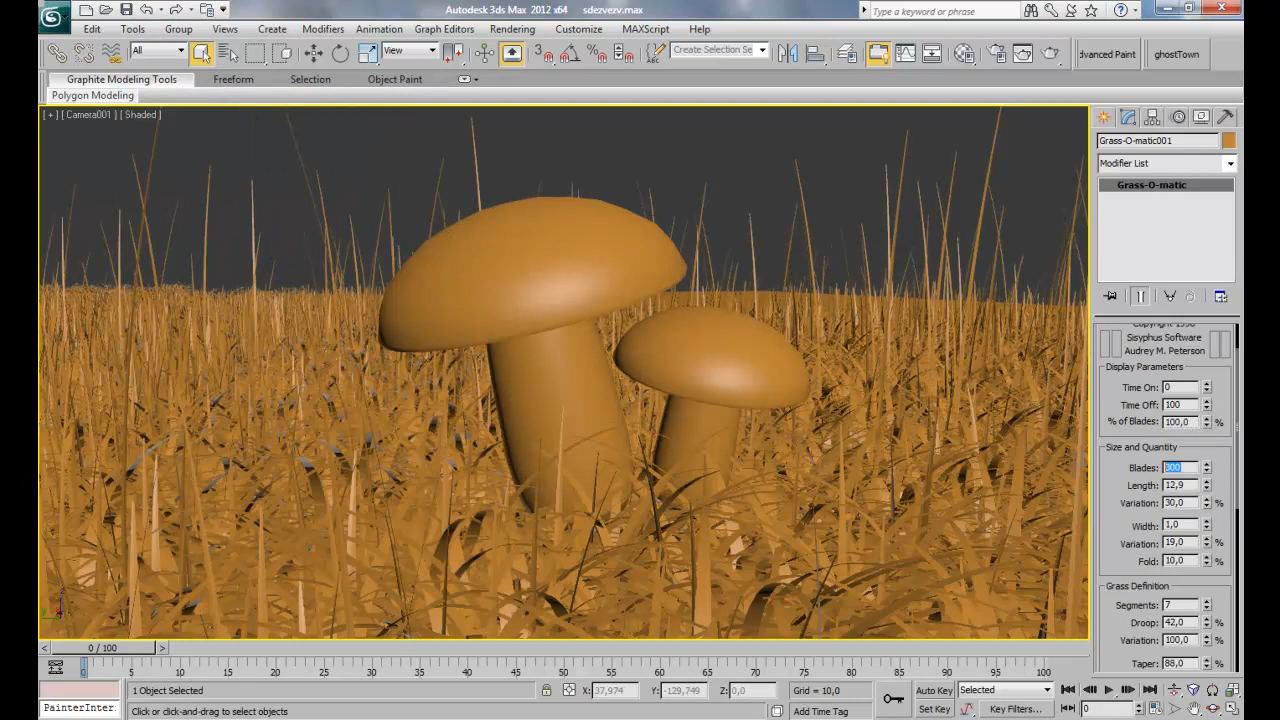 Autodesk 3ds Max 2012 x64 sdezvezv.max
Type a keyword or phrase
Edit Tools Group Views Create Modifiers Animation Graph Editors Rendering Customize MAXScript Help
All View Create Selection Se dvanced Paint ghostTown
Graphite Modeling Tools Freeform Selection Object Paint
Polygon Modeling
[ + ] [ Camera001 ] [ Shaded ]
Grass-O-matic001
Modifier List
Grass-O-matic
Sisyphus Software
Audrey M. Peterson
Display Parameters
Time On: 0
Time Off: 100
% of Blades: 100,0 %
Size and Quantity
Blades: 300
Length: 12,9
Variation: 30,0 %
Width: 1,0
Variation: 19,0 %
Fold: 10,0 %
Grass Definition
Segments: 7
Droop: 42,0 %
Variation: 100,0 %
Taper: 88,0 %
< 0 / 100 >
0 5 10 15 20 25 30 35 40 45 50 55 60 65 70 75 80 85 90 95 100
1 Object Selected X: 37,974 Y: -129,749 Z: 0,0 Grid = 10,0 Auto Key Selected
PainterInter: Click or click-and-drag to select objects Add Time Tag Set Key Key Filters... 0